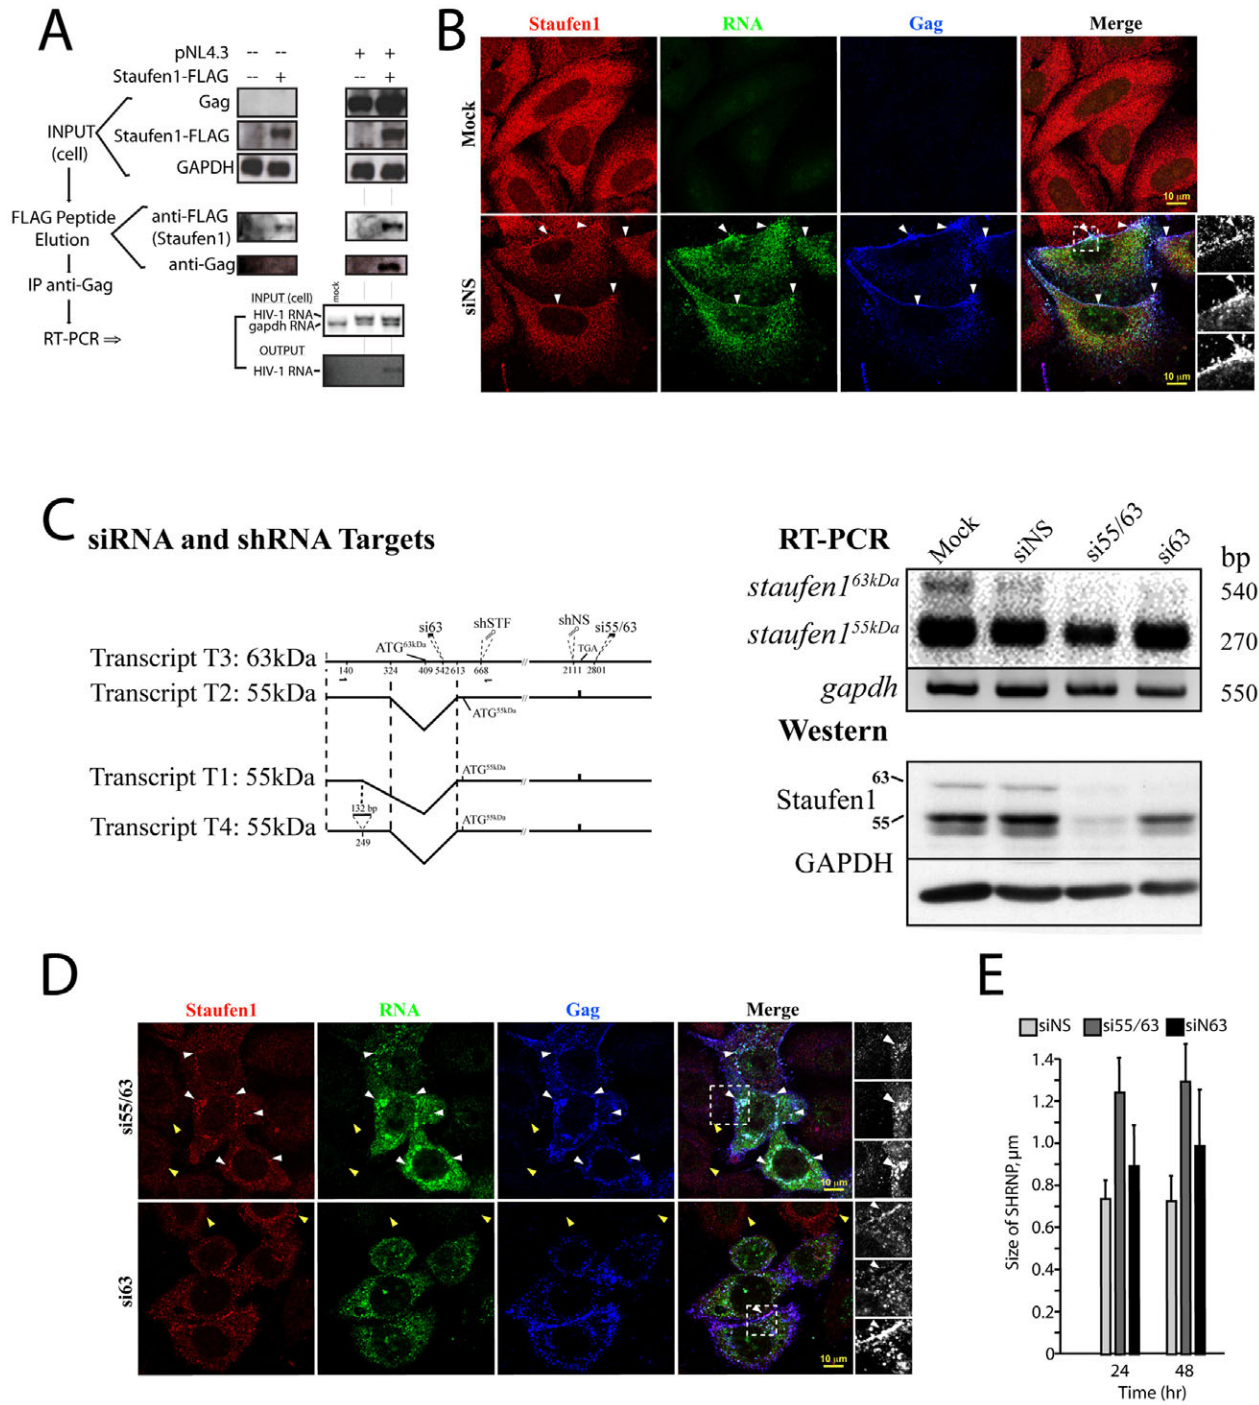 A
pNL4.3 -- -- + +
Staufen1-FLAG -- + -- +
Gag
INPUT
(cell)
Staufen1-FLAG
GAPDH
FLAG Peptide
Elution
anti-FLAG
(Staufen1)
anti-Gag
IP anti-Gag
RT-PCR ⇒
mock
INPUT (cell)
HIV-1 RNA
gapdh RNA
OUTPUT
HIV-1 RNA
B
Staufen1 RNA Gag Merge
Mock
10 µm
siNS
10 µm
C
siRNA and shRNA Targets
si63 shSTF shNS si55/63
ATG63kDa TGA
Transcript T3: 63kDa
1 140 324 409 542 613 668 2111 2801
Transcript T2: 55kDa
ATG55kDa
Transcript T1: 55kDa
ATG55kDa
132 bp
Transcript T4: 55kDa
ATG55kDa
249
RT-PCR
Mock siNS si55/63 si63
bp
staufen163kDa 540
staufen155kDa 270
gapdh 550
Western
63
Staufen1
55
GAPDH
D
Staufen1 RNA Gag Merge
si55/63
10 µm
si63
10 µm
E
siNS si55/63 siN63
Size of SHRNP, µm
1.4
1.2
1.0
0.8
0.6
0.4
0.2
0
24 48
Time (hr)